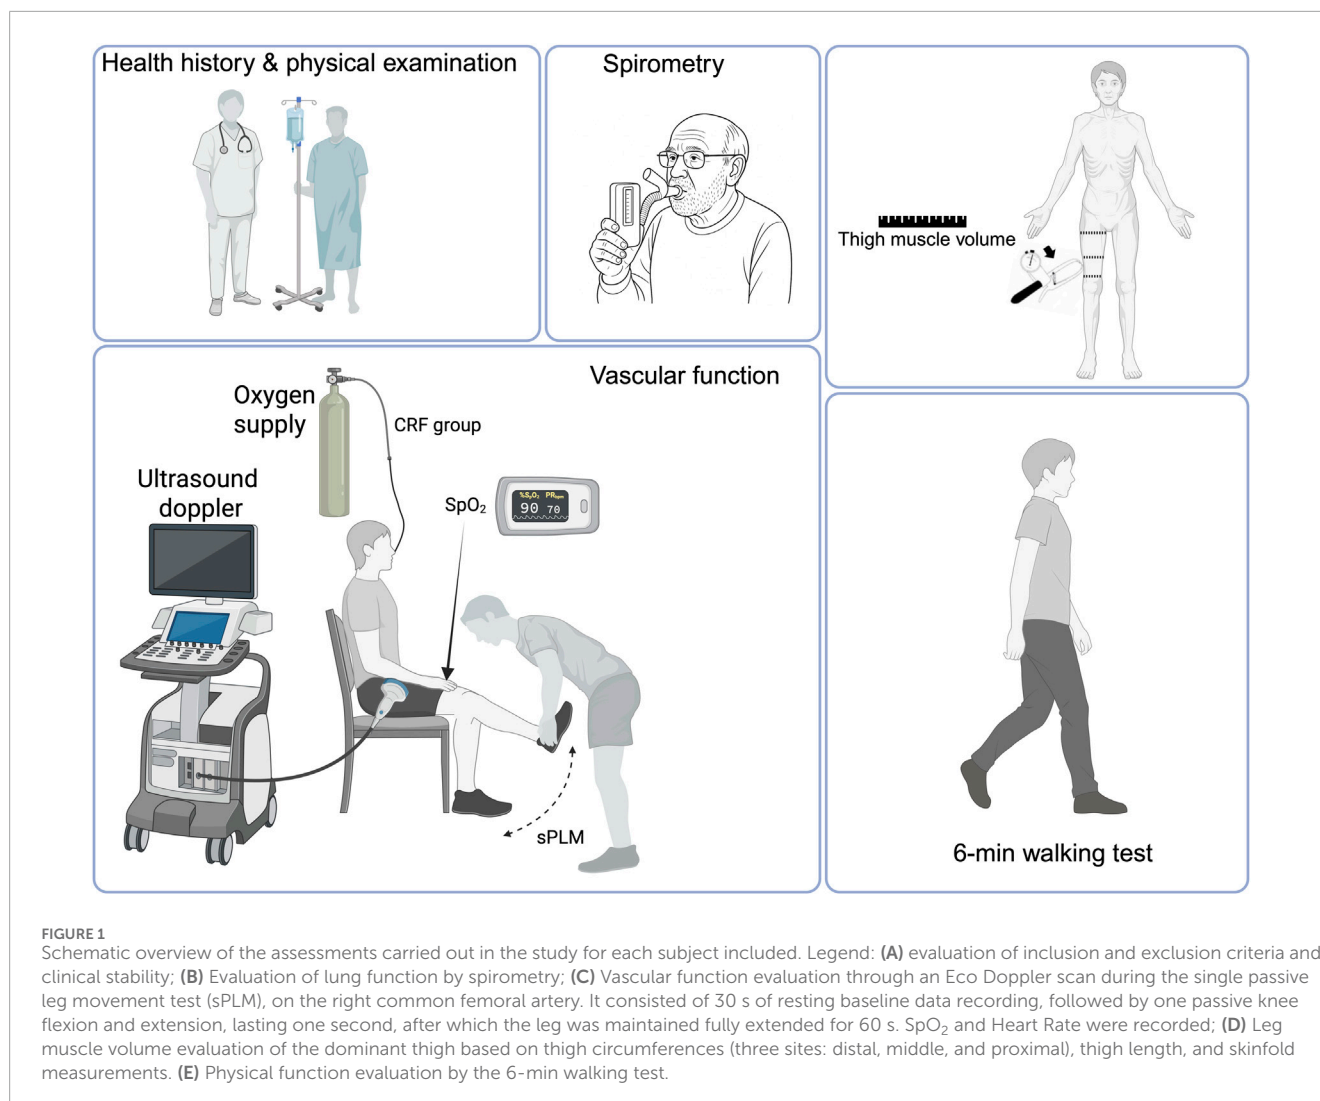 Health history & physical examination
Spirometry
Thigh muscle volume
Vascular function
Oxygen
supply
CRF group
Ultrasound
doppler
SpO₂
%SpO₂ PRbpm
90 70
sPLM
6-min walking test
FIGURE 1
Schematic overview of the assessments carried out in the study for each subject included. Legend: (A) evaluation of inclusion and exclusion criteria and
clinical stability; (B) Evaluation of lung function by spirometry; (C) Vascular function evaluation through an Eco Doppler scan during the single passive
leg movement test (sPLM), on the right common femoral artery. It consisted of 30 s of resting baseline data recording, followed by one passive knee
flexion and extension, lasting one second, after which the leg was maintained fully extended for 60 s. SpO₂ and Heart Rate were recorded; (D) Leg
muscle volume evaluation of the dominant thigh based on thigh circumferences (three sites: distal, middle, and proximal), thigh length, and skinfold
measurements. (E) Physical function evaluation by the 6-min walking test.